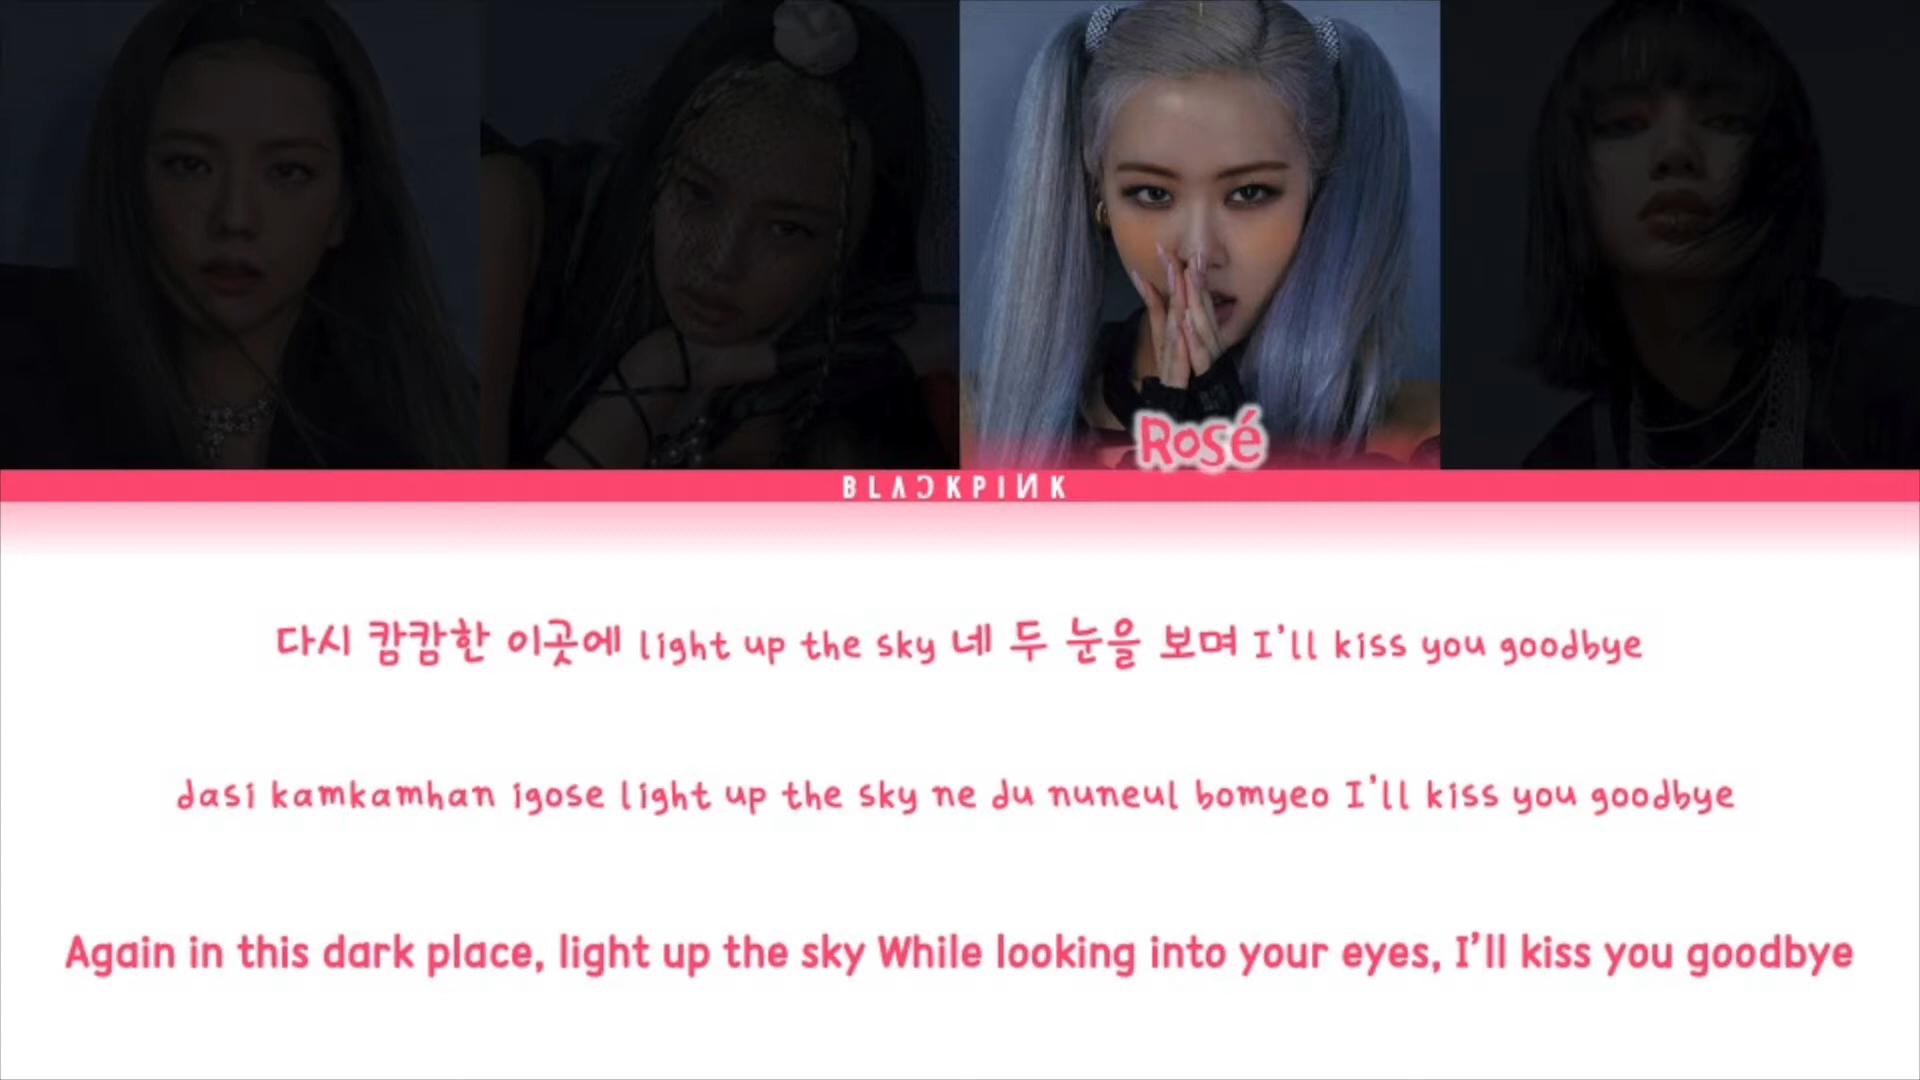 Rosé
BLACKPINK
다시 캄캄한 이곳에 light up the sky 네 두 눈을 보며 I'll kiss you goodbye
dasi kamkamhan igose light up the sky ne du nuneul bomyeo I'll kiss you goodbye
Again in this dark place, light up the sky While looking into your eyes, I'll kiss you goodbye